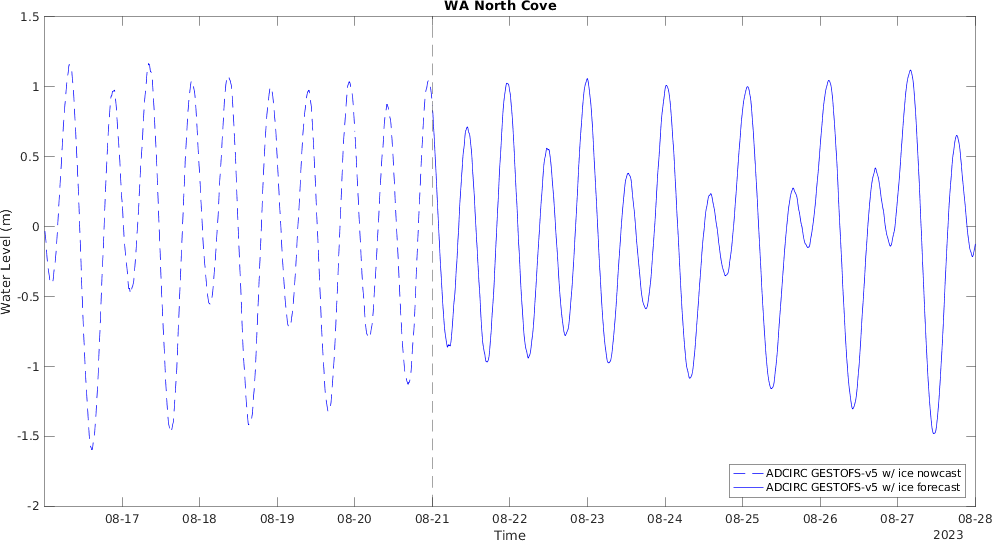 WA North Cove
1.5
1
0.5
0
-0.5
-1
-1.5
-2
Water Level (m)
08-17 08-18 08-19 08-20 08-21 08-22 08-23 08-24 08-25 08-26 08-27 08-28
Time
2023
ADCIRC GESTOFS-v5 w/ ice nowcast
ADCIRC GESTOFS-v5 w/ ice forecast